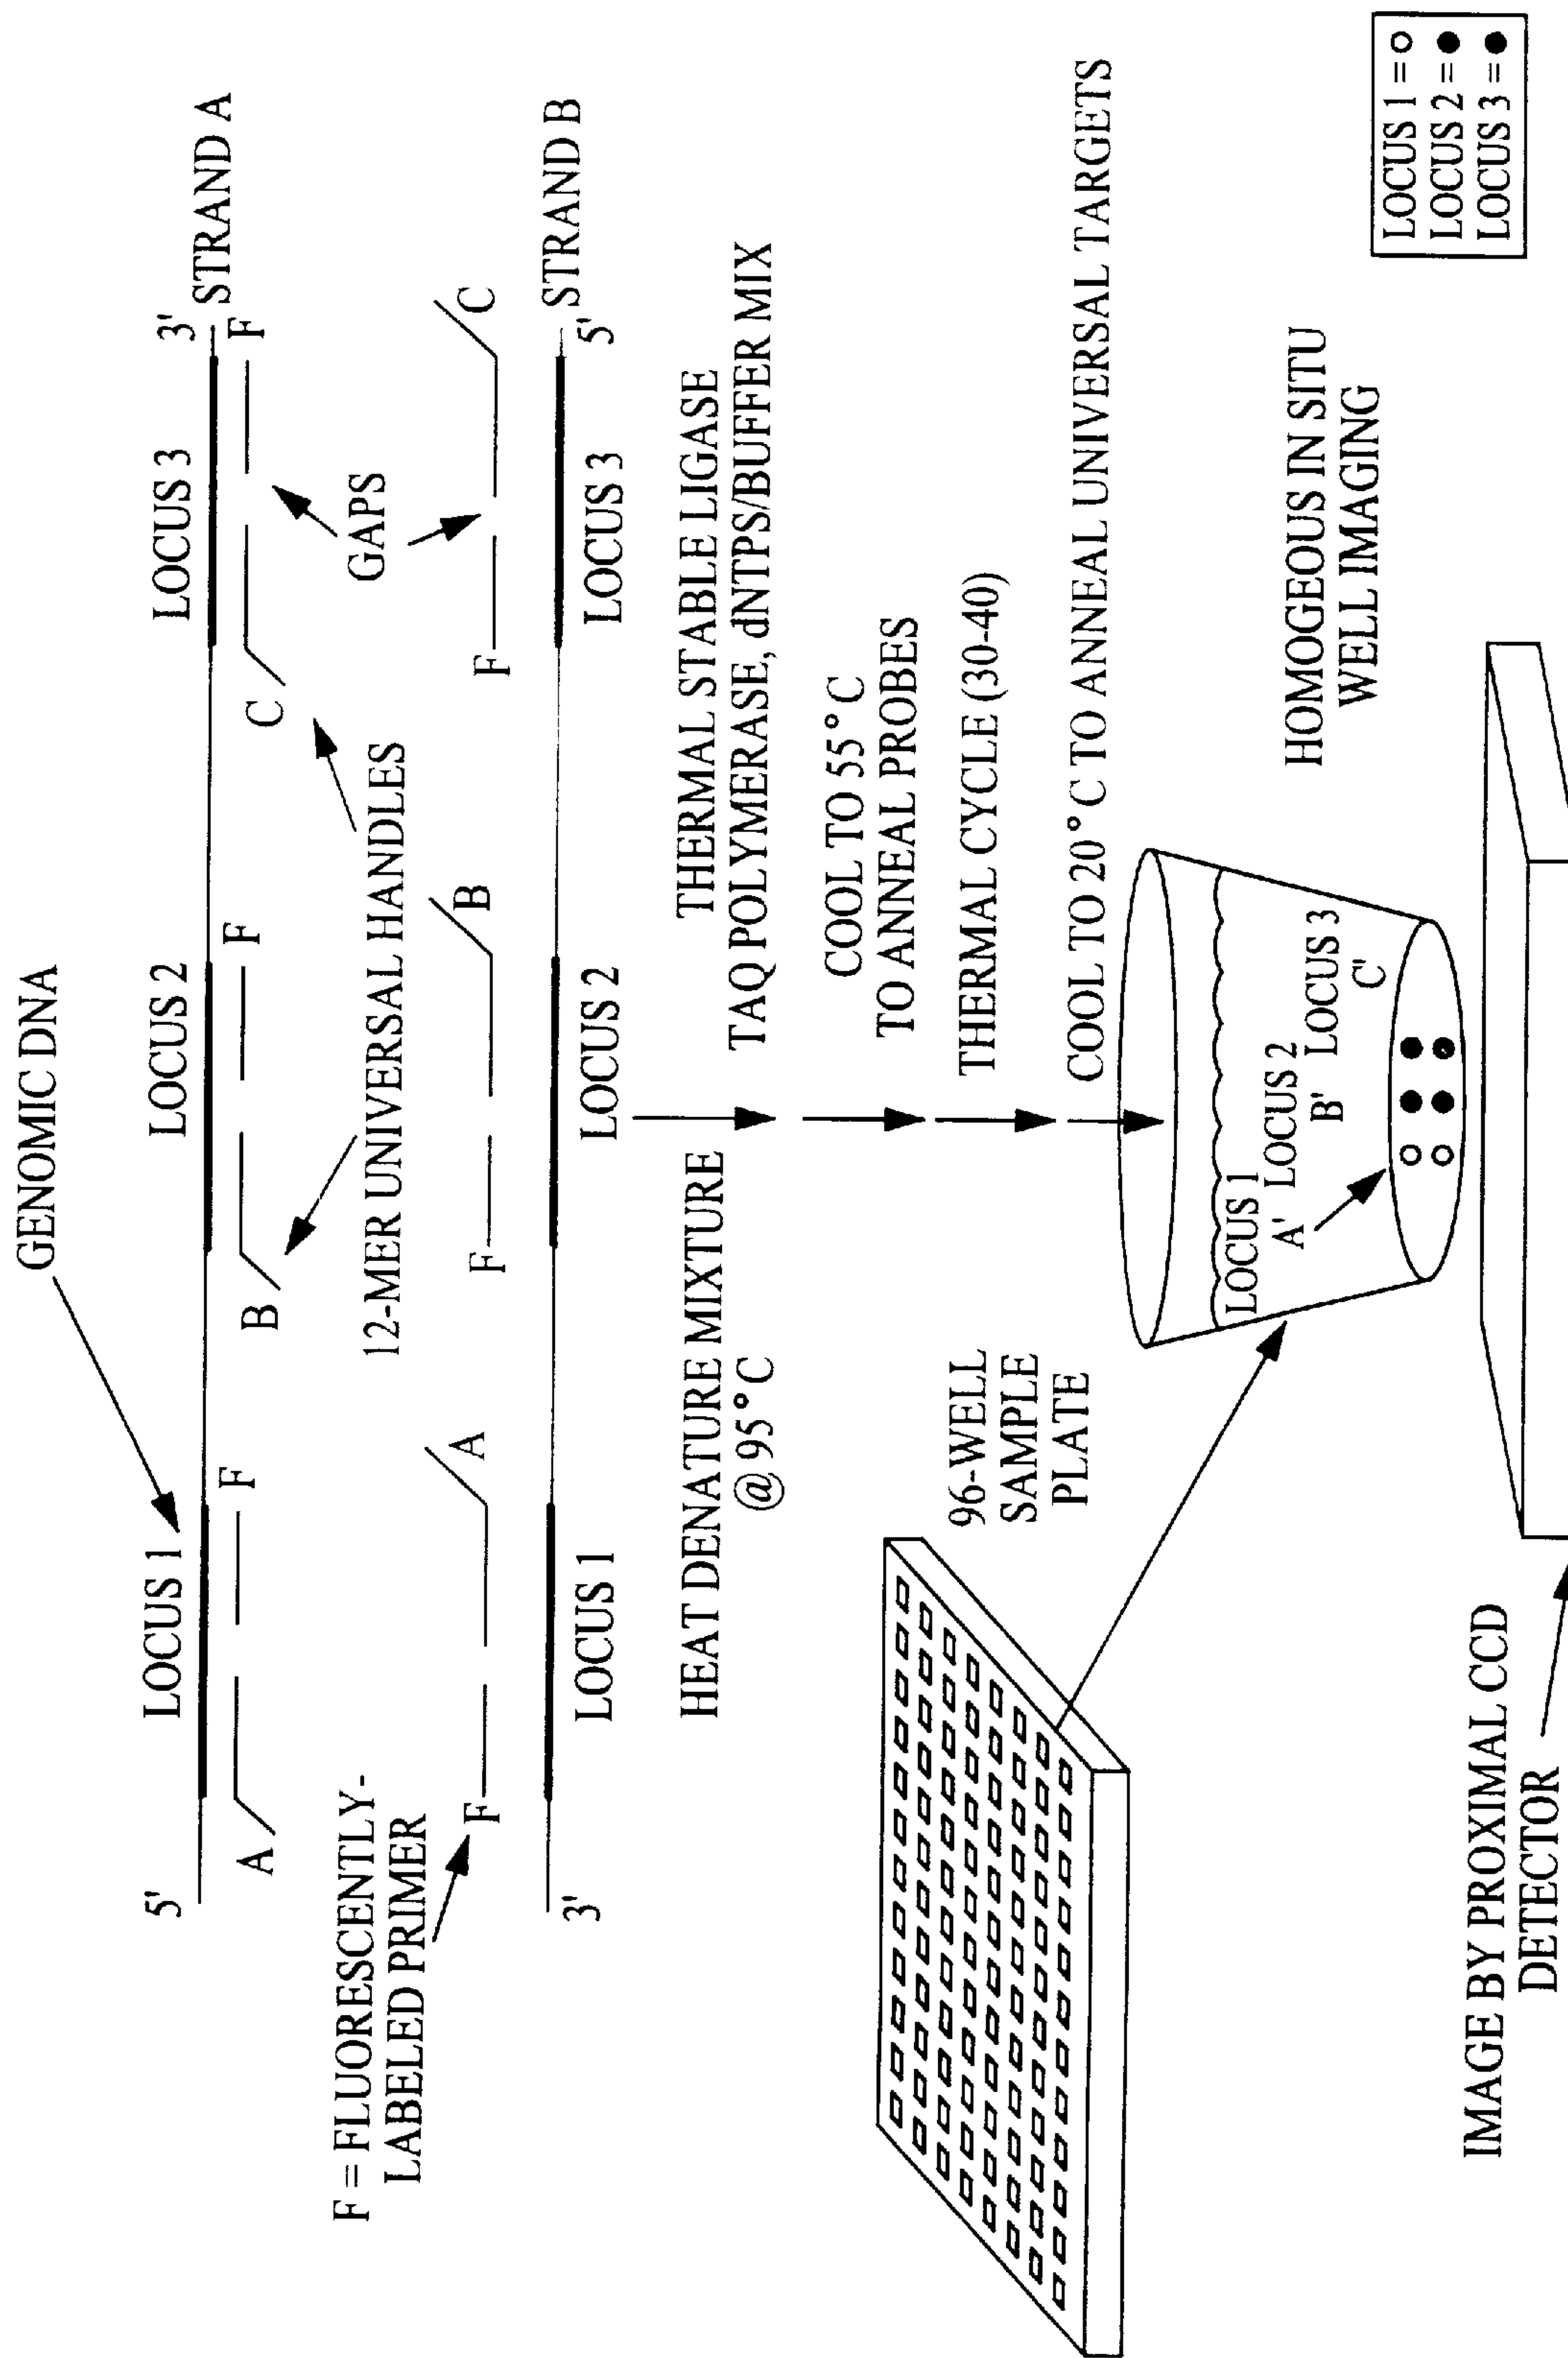 GENOMIC DNA
LOCUS 1
LOCUS 2
LOCUS 3
5'
3'
STRAND A
A
F
B
F
C
F
GAPS
12-MER UNIVERSAL HANDLES
F = FLUORESCENTLY-
LABELED PRIMER
F
A
F
B
F
C
3'
5'
STRAND B
LOCUS 1
LOCUS 2
LOCUS 3
HEAT DENATURE MIXTURE
@ 95°C
THERMAL STABLE LIGASE
TAQ POLYMERASE, dNTPS/BUFFER MIX
COOL TO 55°C
TO ANNEAL PROBES
THERMAL CYCLE (30-40)
COOL TO 20°C TO ANNEAL UNIVERSAL TARGETS
96-WELL
SAMPLE
PLATE
LOCUS 1
A'
LOCUS 2
B'
LOCUS 3
C'
HOMOGEOUS IN SITU
WELL IMAGING
LOCUS 1 =
LOCUS 2 =
LOCUS 3 =
IMAGE BY PROXIMAL CCD
DETECTOR